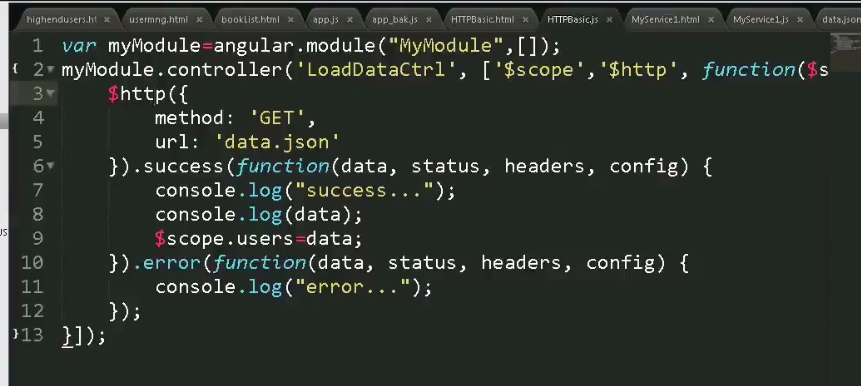 highendusers.ht × usermng.html × bookList.html × app.js × app_bak.js × HTTPBasic.html × HTTPBasic.js × MyService1.html × MyService1.js × data.json
1 var myModule=angular.module("MyModule",[]);
2 myModule.controller('LoadDataCtrl', ['$scope','$http', function($s
3 $http({
4 method: 'GET',
5 url: 'data.json'
6 }).success(function(data, status, headers, config) {
7 console.log("success...");
8 console.log(data);
9 $scope.users=data;
10 }).error(function(data, status, headers, config) {
11 console.log("error...");
12 });
13 }]);